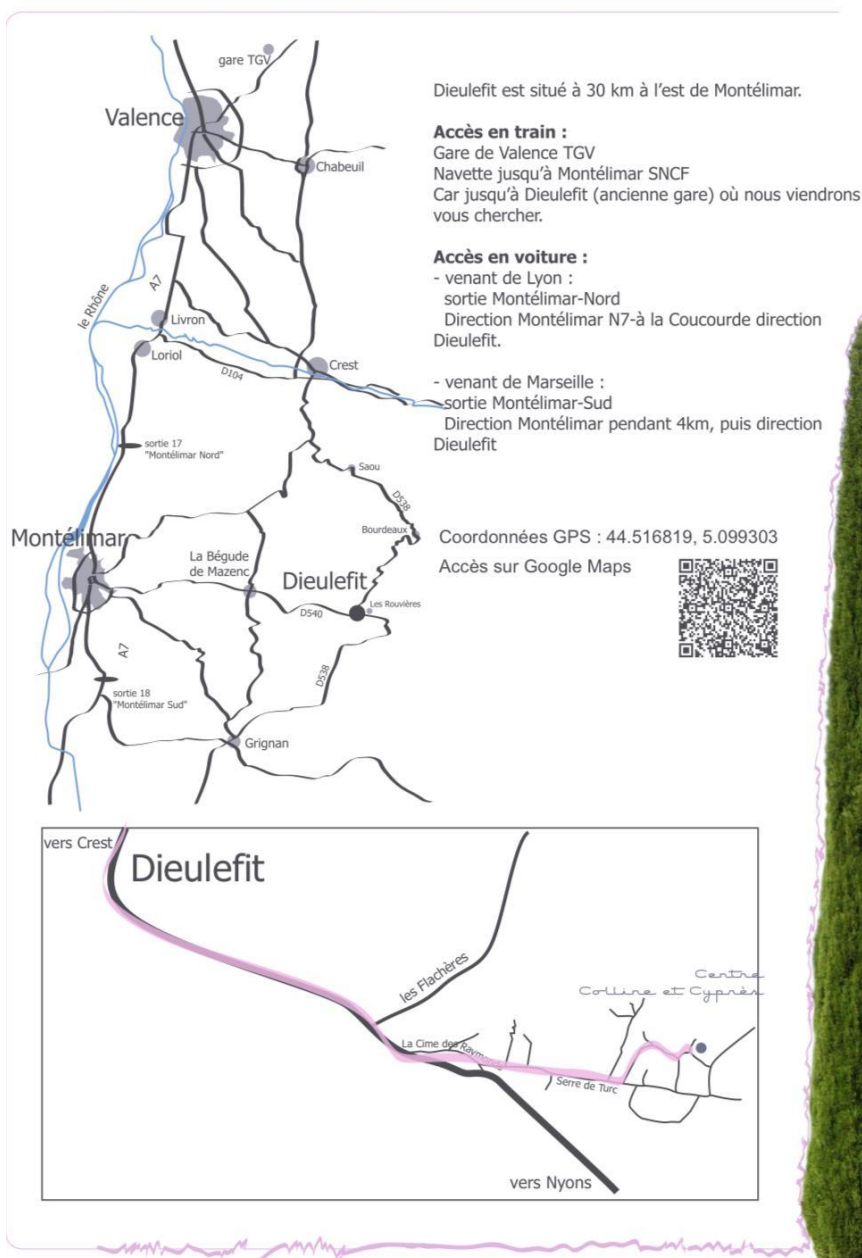 gare TGV
Valence
Chabeuil
A7
le Rhône
Livron
Loriol
D104
Crest
sortie 17
"Montélimar Nord"
Saou
D538
Bourdeaux
Montélimar
La Bégude
de Mazenc
Dieulefit
Les Rouvières
D540
A7
D538
sortie 18
"Montélimar Sud"
Grignan
Dieulefit est situé à 30 km à l'est de Montélimar.
Accès en train :
Gare de Valence TGV
Navette jusqu'à Montélimar SNCF
Car jusqu'à Dieulefit (ancienne gare) où nous viendrons
vous chercher.
Accès en voiture :
- venant de Lyon :
sortie Montélimar-Nord
Direction Montélimar N7-à la Coucourde direction
Dieulefit.
- venant de Marseille :
sortie Montélimar-Sud
Direction Montélimar pendant 4km, puis direction
Dieulefit
Coordonnées GPS : 44.516819, 5.099303
Accès sur Google Maps
vers Crest
Dieulefit
les Flachères
Centre
Colline et Cyprès
La Cime des Raymonds
Serre de Turc
vers Nyons